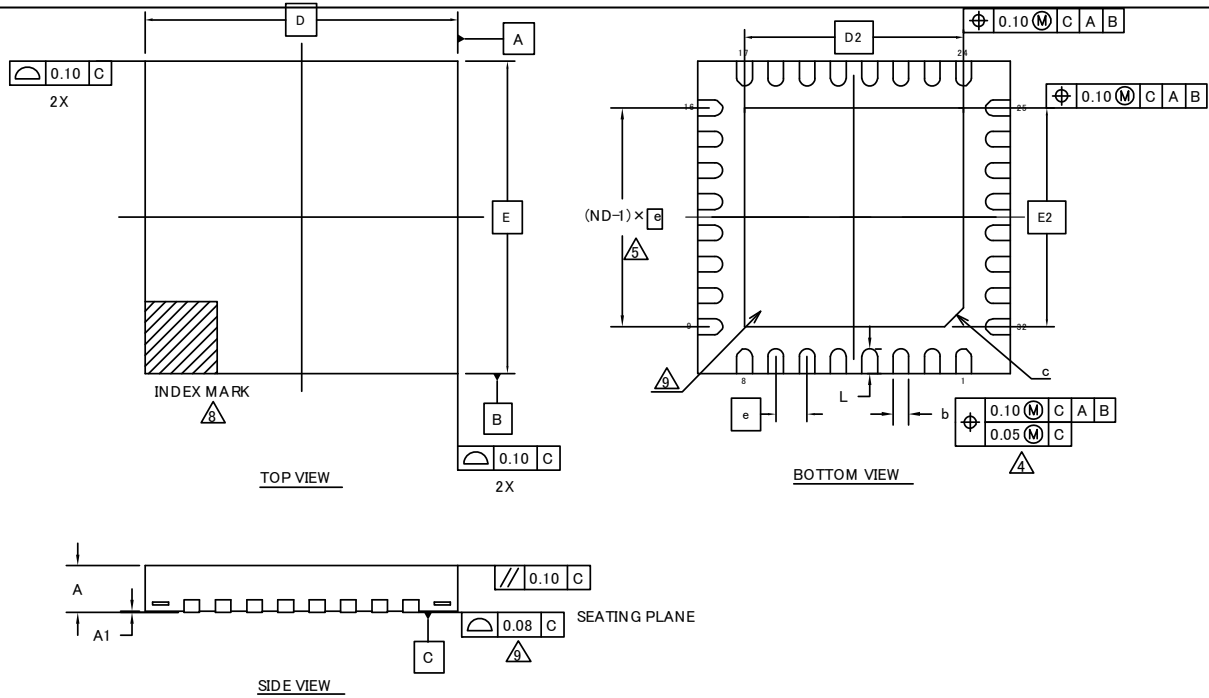 D
A
⌓ 0.10 C
2X
E
INDEX MARK
8
B
⌓ 0.10 C
2X
TOP VIEW
⌖ 0.10 Ⓜ C A B
D2
17
24
⌖ 0.10 Ⓜ C A B
16
25
(ND-1)× e
5
E2
9
32
9
8
1
c
L
e
b
⌖ 0.10 Ⓜ C A B
0.05 Ⓜ C
4
BOTTOM VIEW
A
// 0.10 C
A1
⌓ 0.08 C
SEATING PLANE
9
C
SIDE VIEW